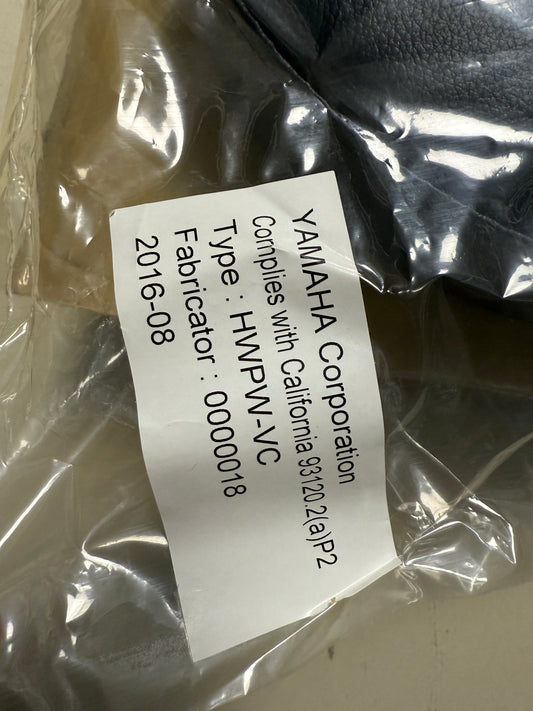 YAMAHA Corporation
Complies with California 93120.2(a)P2
Type : HWPW-VC
Fabricator : 0000018
2016-08